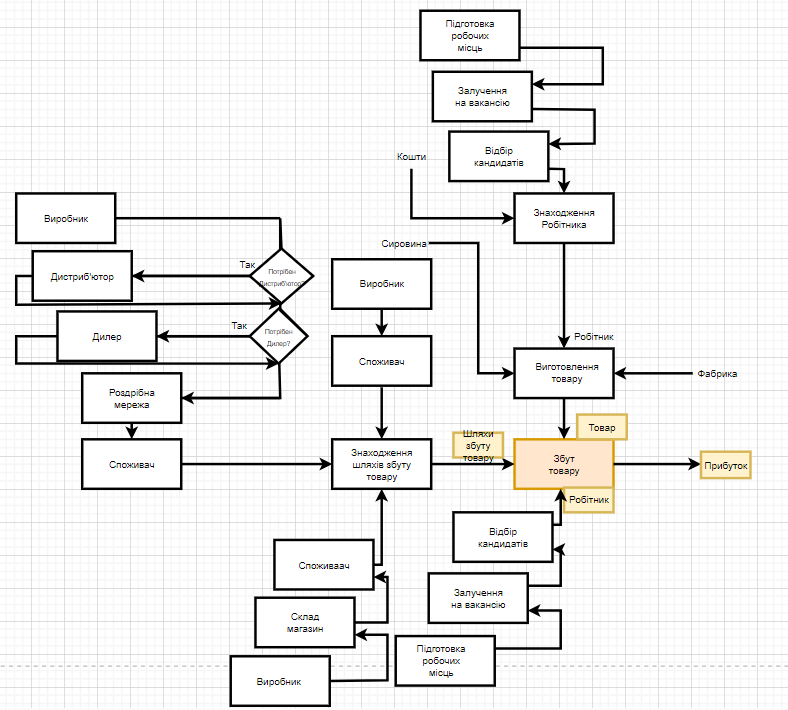 Підготовка
робочих
місць
Залучення
на вакансію
Відбір
кандидатів
Кошти
Знаходження
Робітника
Виробник
Сировина
Так
Потрібен
Дистриб'ютор?
Дистриб'ютор
Виробник
Так
Потрібен
Дилер?
Дилер
Робітник
Споживач
Виготовлення
товару
Фабрика
Роздрібна
мережа
Товар
Шляхи
збуту
товару
Споживач
Знаходження
шляхів збуту
товару
Збут
товару
Прибуток
Робітник
Відбір
кандидатів
Споживаач
Залучення
на вакансію
Склад
магазин
Підготовка
робочих
місць
Виробник